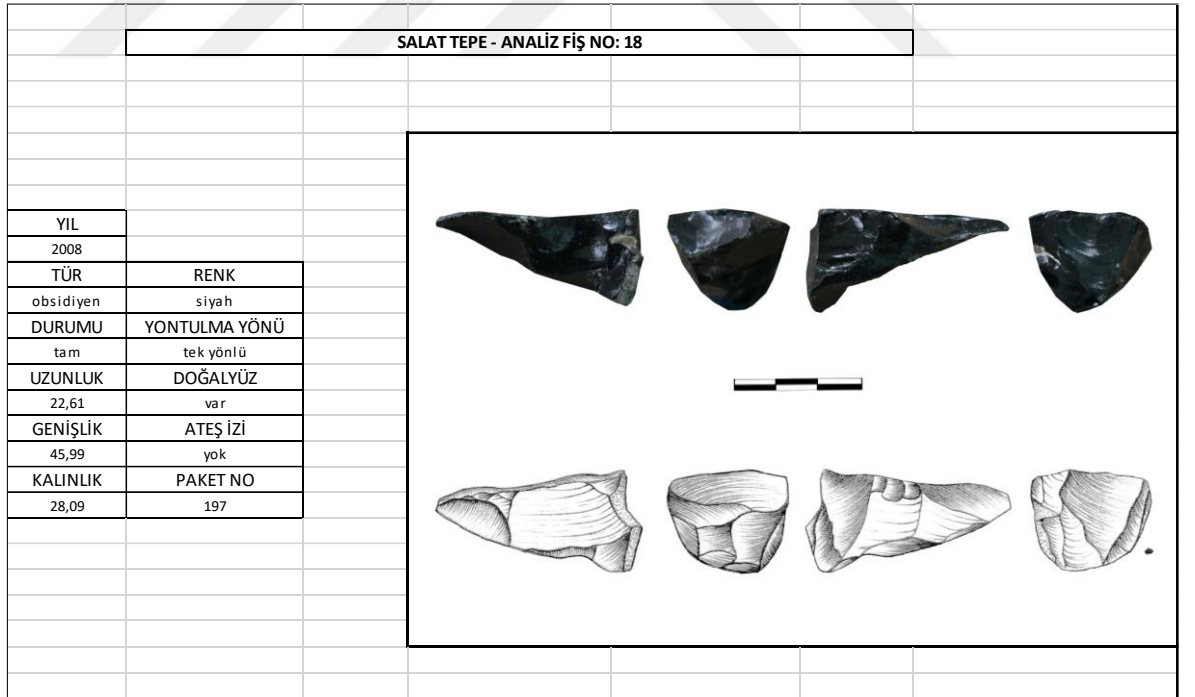 SALAT TEPE - ANALİZ FİŞ NO: 18
YIL
2008
TÜR RENK
obsidiyen siyah
DURUMU YONTULMA YÖNÜ
tam tek yönlü
UZUNLUK DOĞALYÜZ
22,61 var
GENİŞLİK ATEŞ İZİ
45,99 yok
KALINLIK PAKET NO
28,09 197